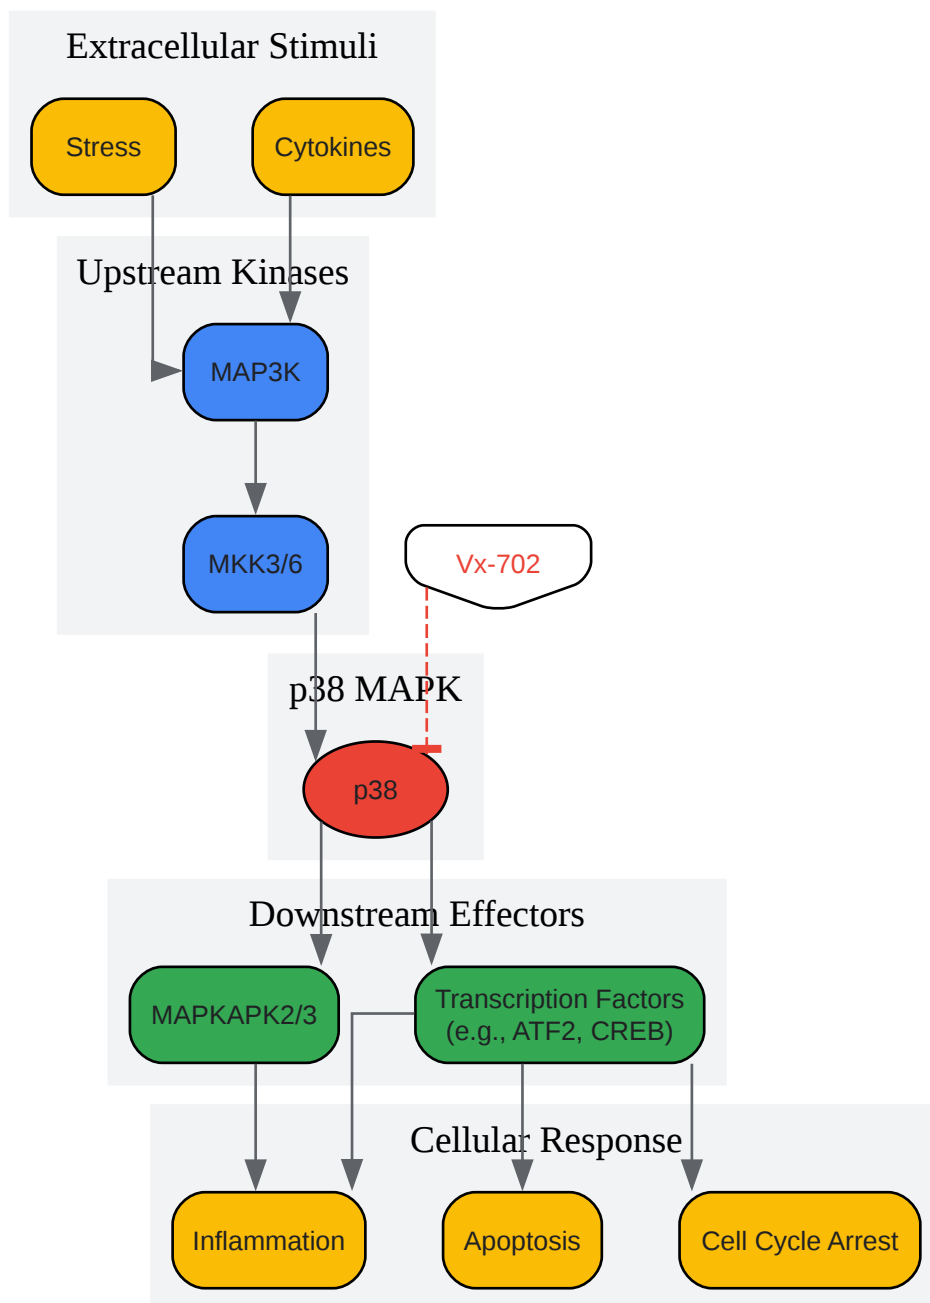 Extracellular Stimuli
Stress
Cytokines
Upstream Kinases
MAP3K
MKK3/6
Vx-702
p38 MAPK
p38
Downstream Effectors
MAPKAPK2/3
Transcription Factors
(e.g., ATF2, CREB)
Cellular Response
Inflammation
Apoptosis
Cell Cycle Arrest